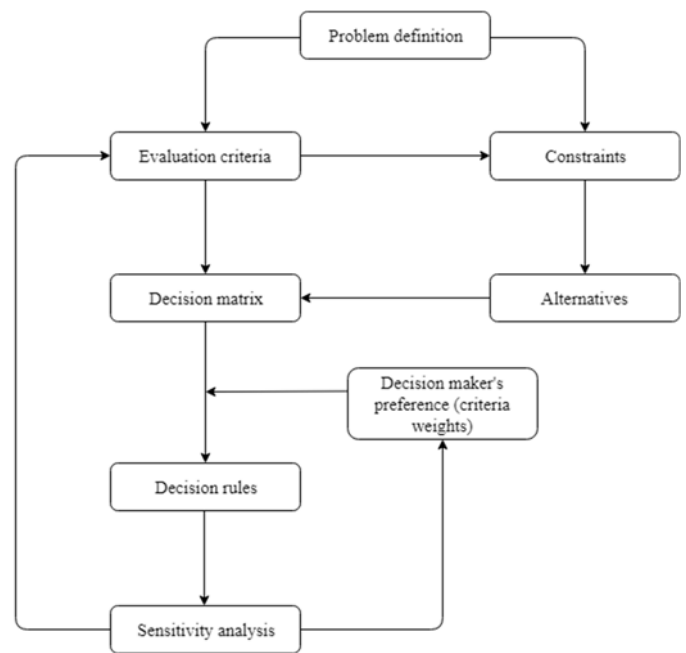 Problem definition
Evaluation criteria
Constraints
Decision matrix
Alternatives
Decision maker's
preference (criteria
weights)
Decision rules
Sensitivity analysis